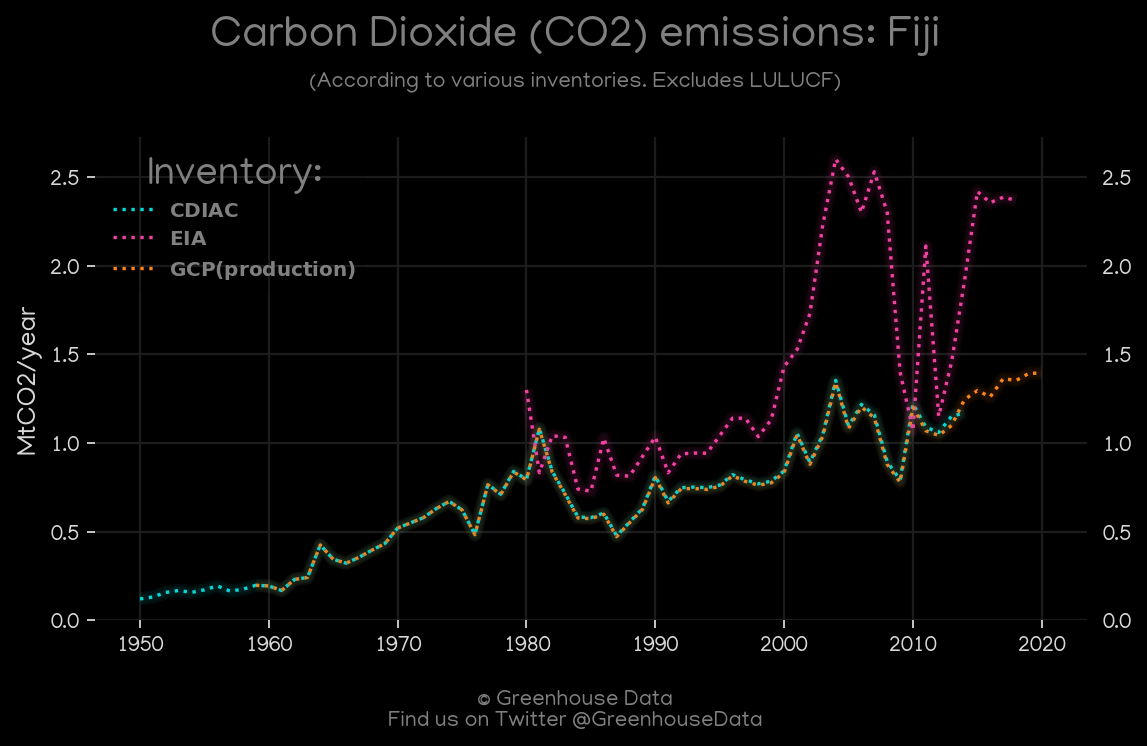 Carbon Dioxide (CO2) emissions: Fiji
(According to various inventories. Excludes LULUCF)
Inventory:
CDIAC
EIA
GCP(production)
MtCO2/year
2.5
2.0
1.5
1.0
0.5
0.0
2.5
2.0
1.5
1.0
0.5
0.0
1950 1960 1970 1980 1990 2000 2010 2020
© Greenhouse Data
Find us on Twitter @GreenhouseData